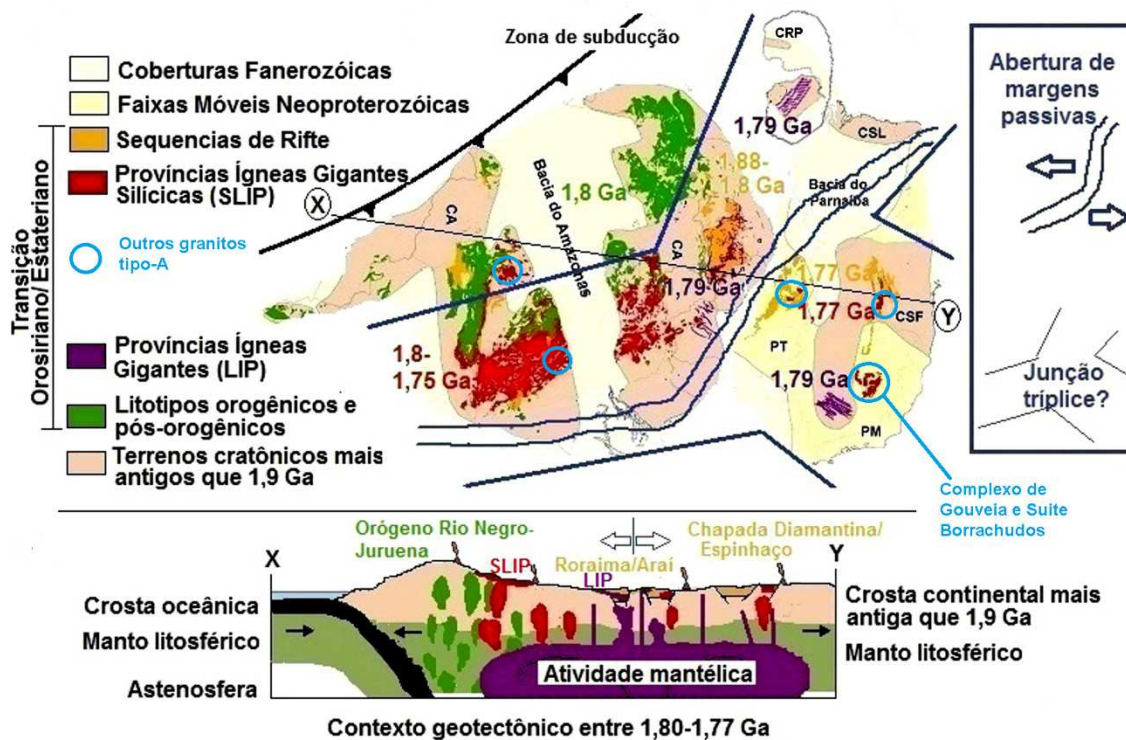 Coberturas Fanerozóicas
Faixas Móveis Neoproterozóicas
Sequencias de Rifte
Províncias Ígneas Gigantes
Silícicas (SLIP)
Outros granitos
tipo-A
Províncias Ígneas
Gigantes (LIP)
Litotipos orogênicos e
pós-orogênicos
Terrenos cratônicos mais
antigos que 1,9 Ga
Transição
Orosiriano/ Estateriano
Zona de subducção
CRP
1,79 Ga
CSL
1,88-
1,8 Ga
1,8 Ga
Bacia do
Parnaíba
X
CA
Bacia do Amazonas
CA
1,79 Ga
1,77 Ga
1,77 Ga
CSF
Y
1,8-
1,75 Ga
PT
1,79 Ga
PM
Abertura de
margens
passivas
Junção
tríplice?
Complexo de
Gouveia e Suite
Borrachudos
X
Orógeno Rio Negro-
Juruena
SLIP
LIP
Roraima/Araí
Chapada Diamantina/
Espinhaço
Y
Crosta oceânica
Manto litosférico
Astenosfera
Atividade mantélica
Crosta continental mais
antiga que 1,9 Ga
Manto litosférico
Contexto geotectônico entre 1,80-1,77 Ga